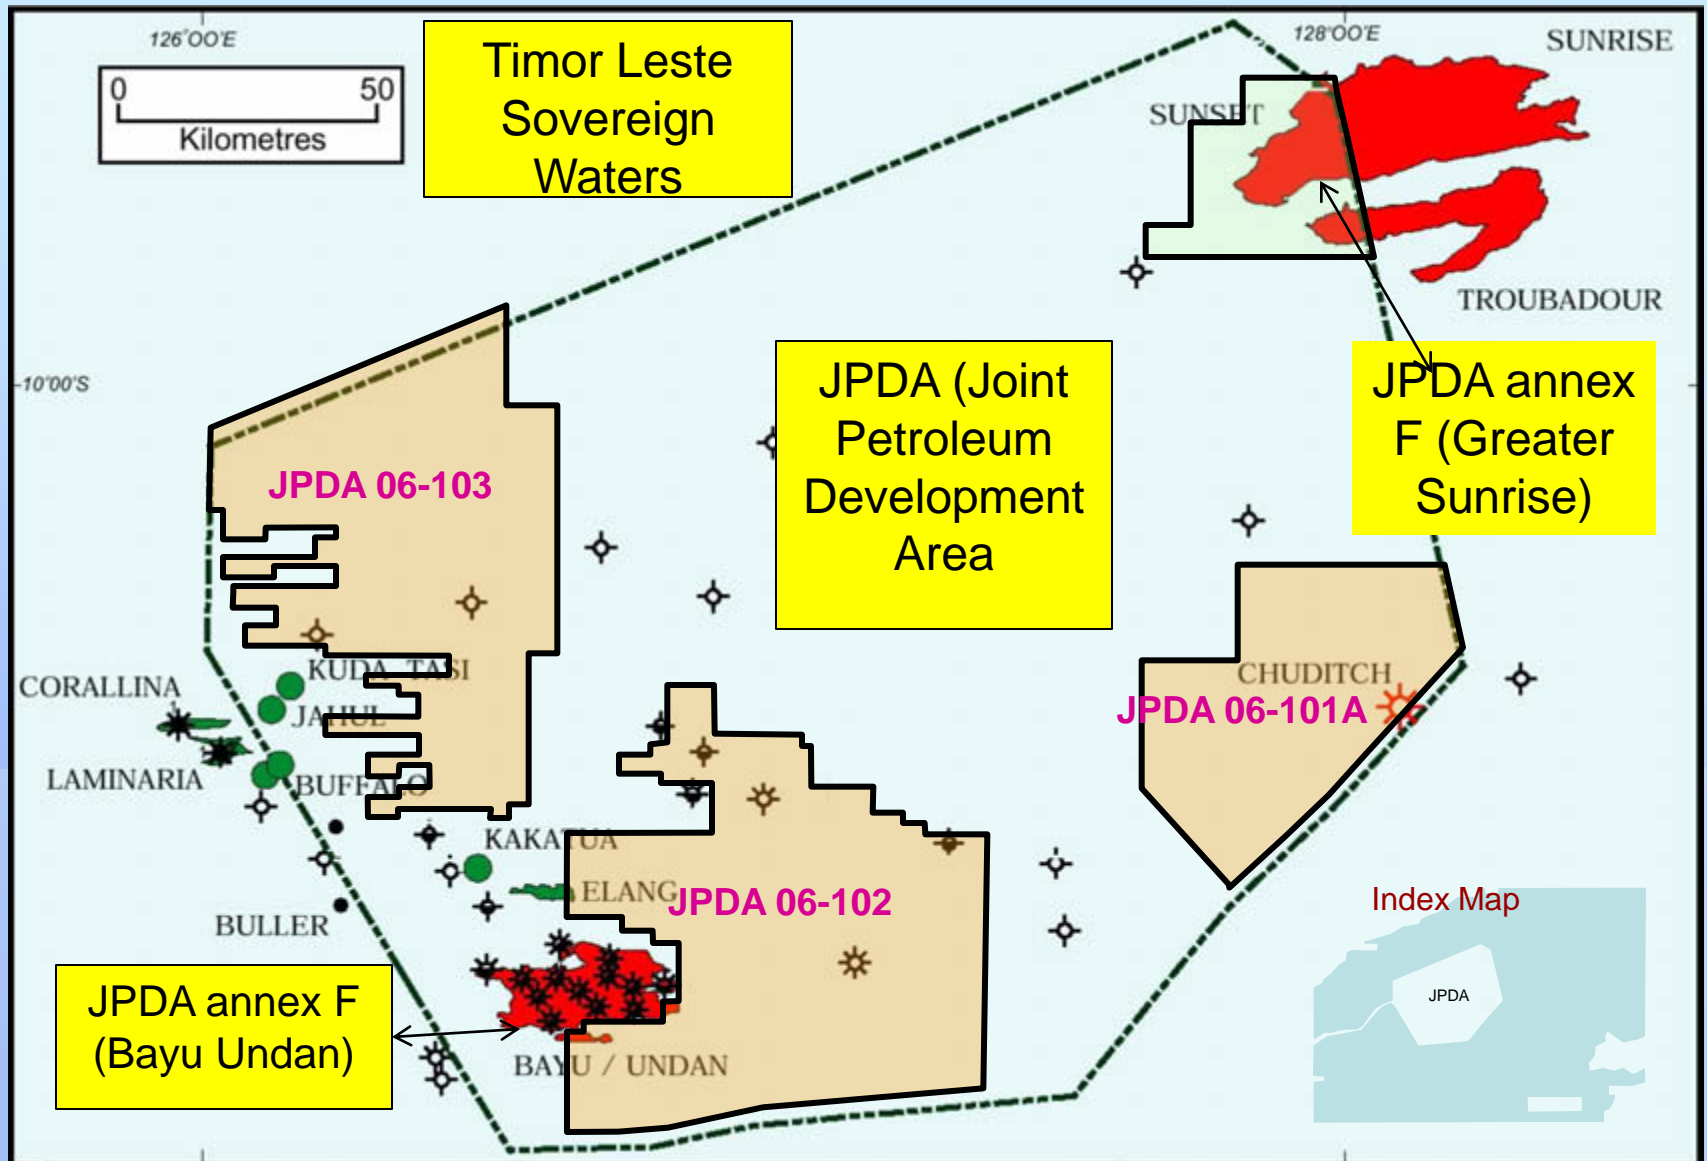 126°00'E
128°00'E
0 50
Kilometres
Timor Leste
Sovereign
Waters
SUNRISE
SUNSET
TROUBADOUR
10°00'S
JPDA (Joint
Petroleum
Development
Area
JPDA annex
F (Greater
Sunrise)
JPDA 06-103
KUDA TASI
CORALLINA
JAHUL
LAMINARIA
BUFFALO
CHUDITCH
JPDA 06-101A
KAKATUA
ELANG
JPDA 06-102
BULLER
Index Map
JPDA
JPDA annex F
(Bayu Undan)
BAYU / UNDAN